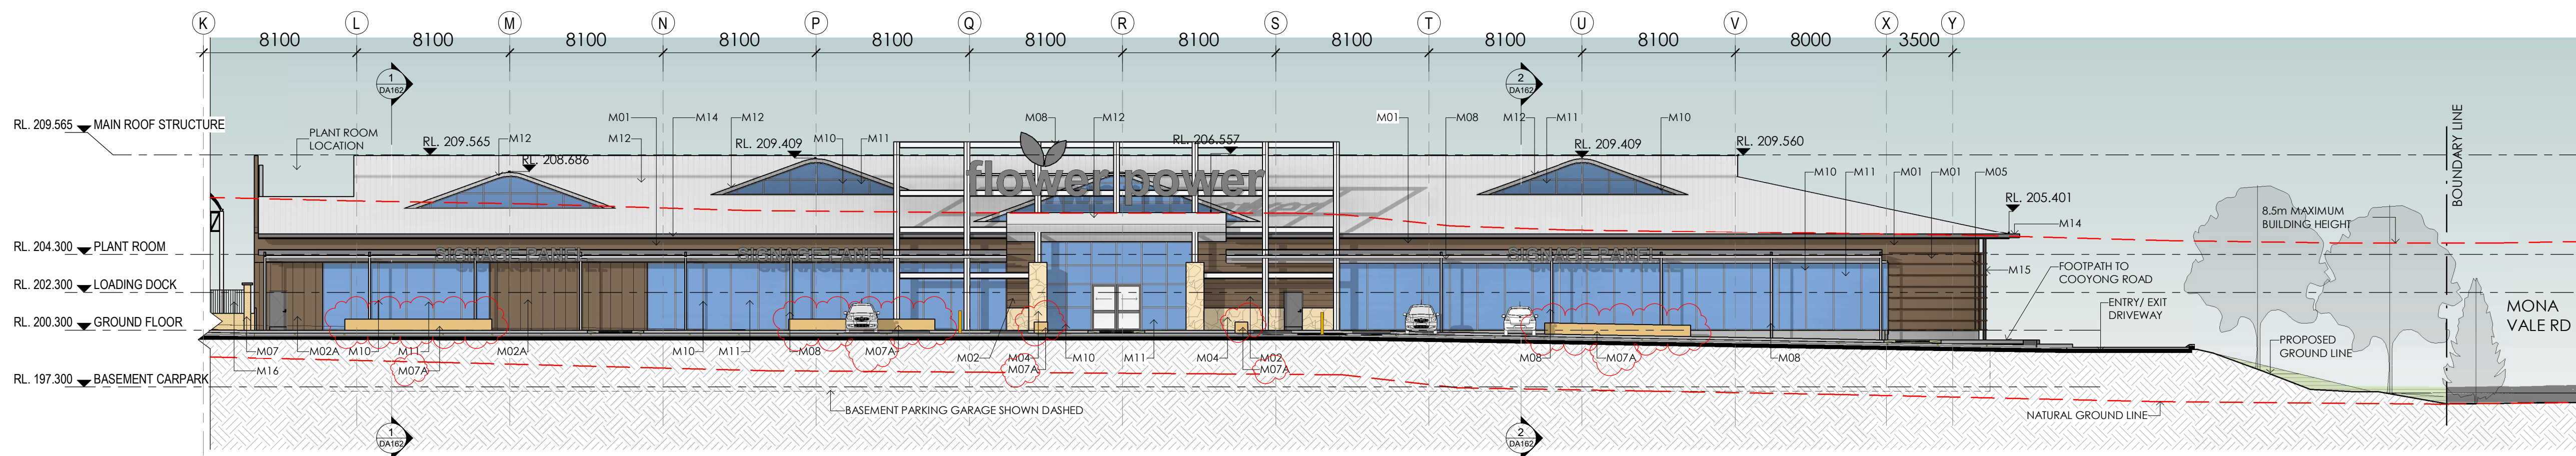 K L M N P Q R S T U V X Y
8100 8100 8100 8100 8100 8100 8100 8100 8100 8100 8000 3500
1
DA162
2
DA162
RL. 209.565 MAIN ROOF STRUCTURE
PLANT ROOM
LOCATION
RL. 209.565
M12
RL. 208.686
M01
M12
M14
M12
RL. 209.409
M10
M11
M08
M12
RL. 206.557
M01
M08
M12
M11
RL. 209.409
M10
RL. 209.560
M10
M11
M01
M01
M05
RL. 205.401
M14
BOUNDARY LINE
8.5m MAXIMUM
BUILDING HEIGHT
flower power
RL. 204.300 PLANT ROOM
SIGNAGE PANEL
SIGNAGE PANEL
SIGNAGE PANEL
M15
FOOTPATH TO
COOYONG ROAD
RL. 202.300 LOADING DOCK
ENTRY/ EXIT
DRIVEWAY
MONA
VALE RD
RL. 200.300 GROUND FLOOR
PROPOSED
GROUND LINE
M07
M02A
M10
M11
M02A
M10
M11
M08
M07A
M02
M04
M10
M11
M04
M02
M08
M07A
M08
M16
M07A
M07A
M07A
RL. 197.300 BASEMENT CARPARK
BASEMENT PARKING GARAGE SHOWN DASHED
NATURAL GROUND LINE
1
DA162
2
DA162